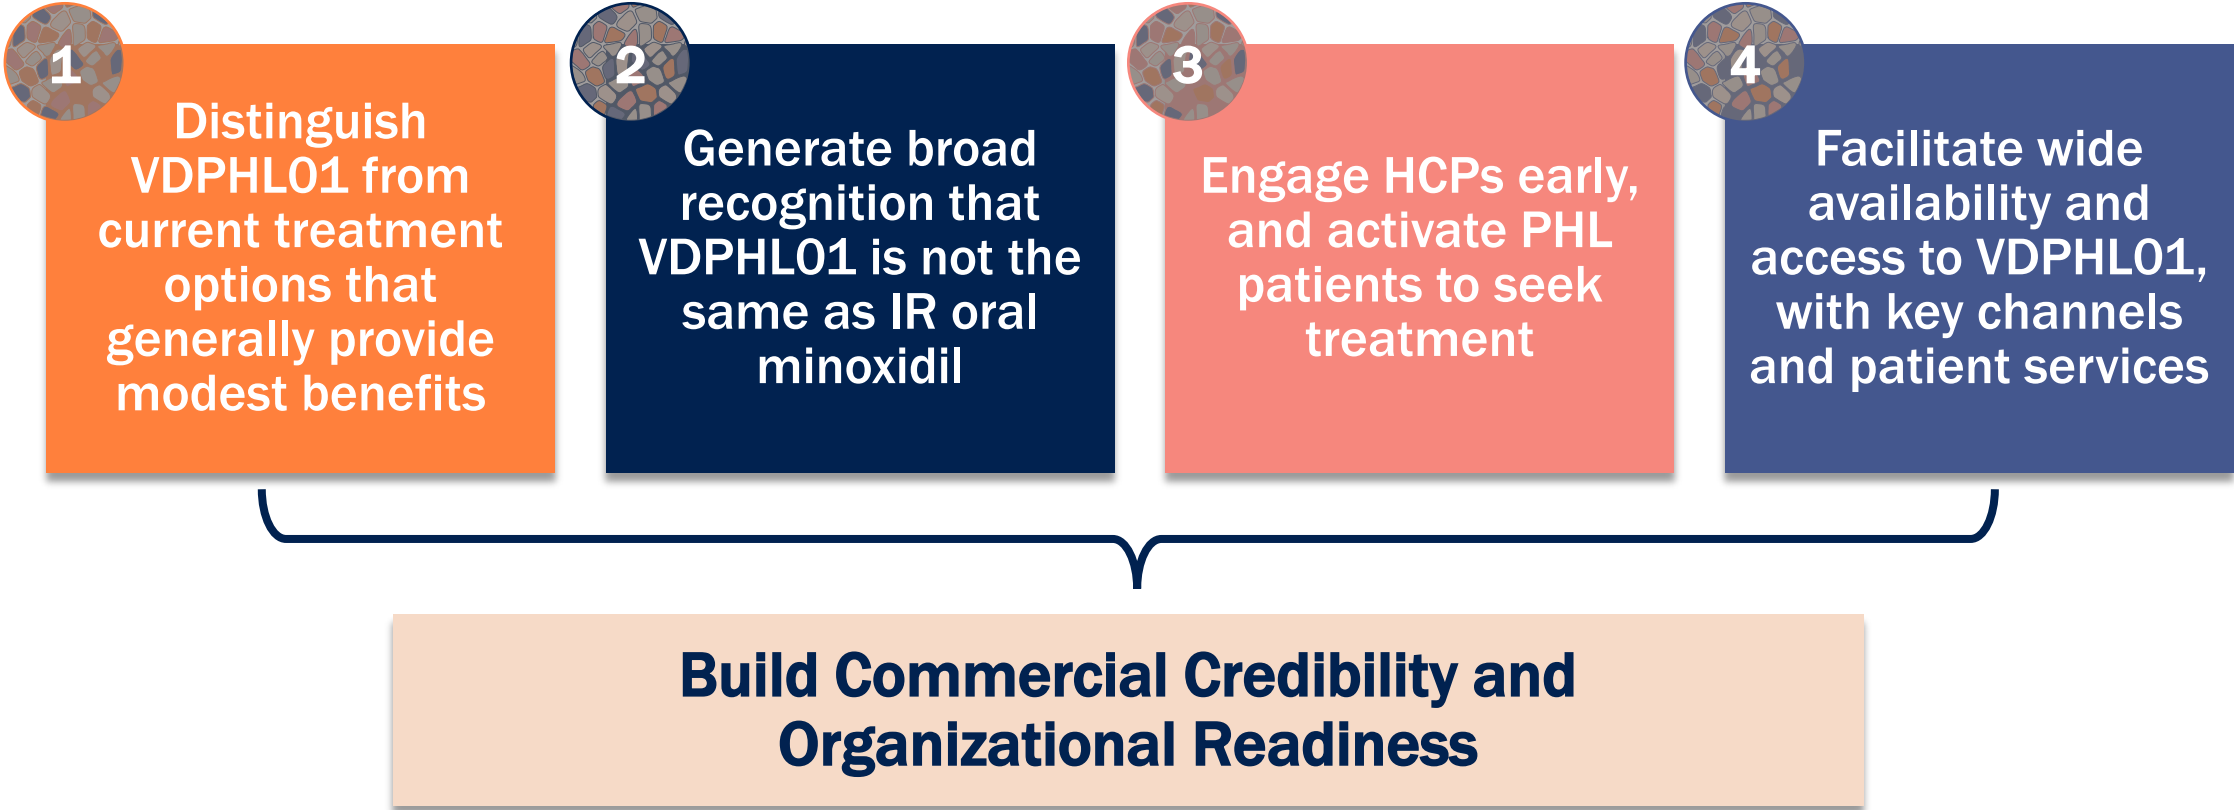 1
Distinguish
VDPHL01 from
current treatment
options that
generally provide
modest benefits
2
Generate broad
recognition that
VDPHL01 is not the
same as IR oral
minoxidil
3
Engage HCPs early,
and activate PHL
patients to seek
treatment
4
Facilitate wide
availability and
access to VDPHL01,
with key channels
and patient services
Build Commercial Credibility and
Organizational Readiness